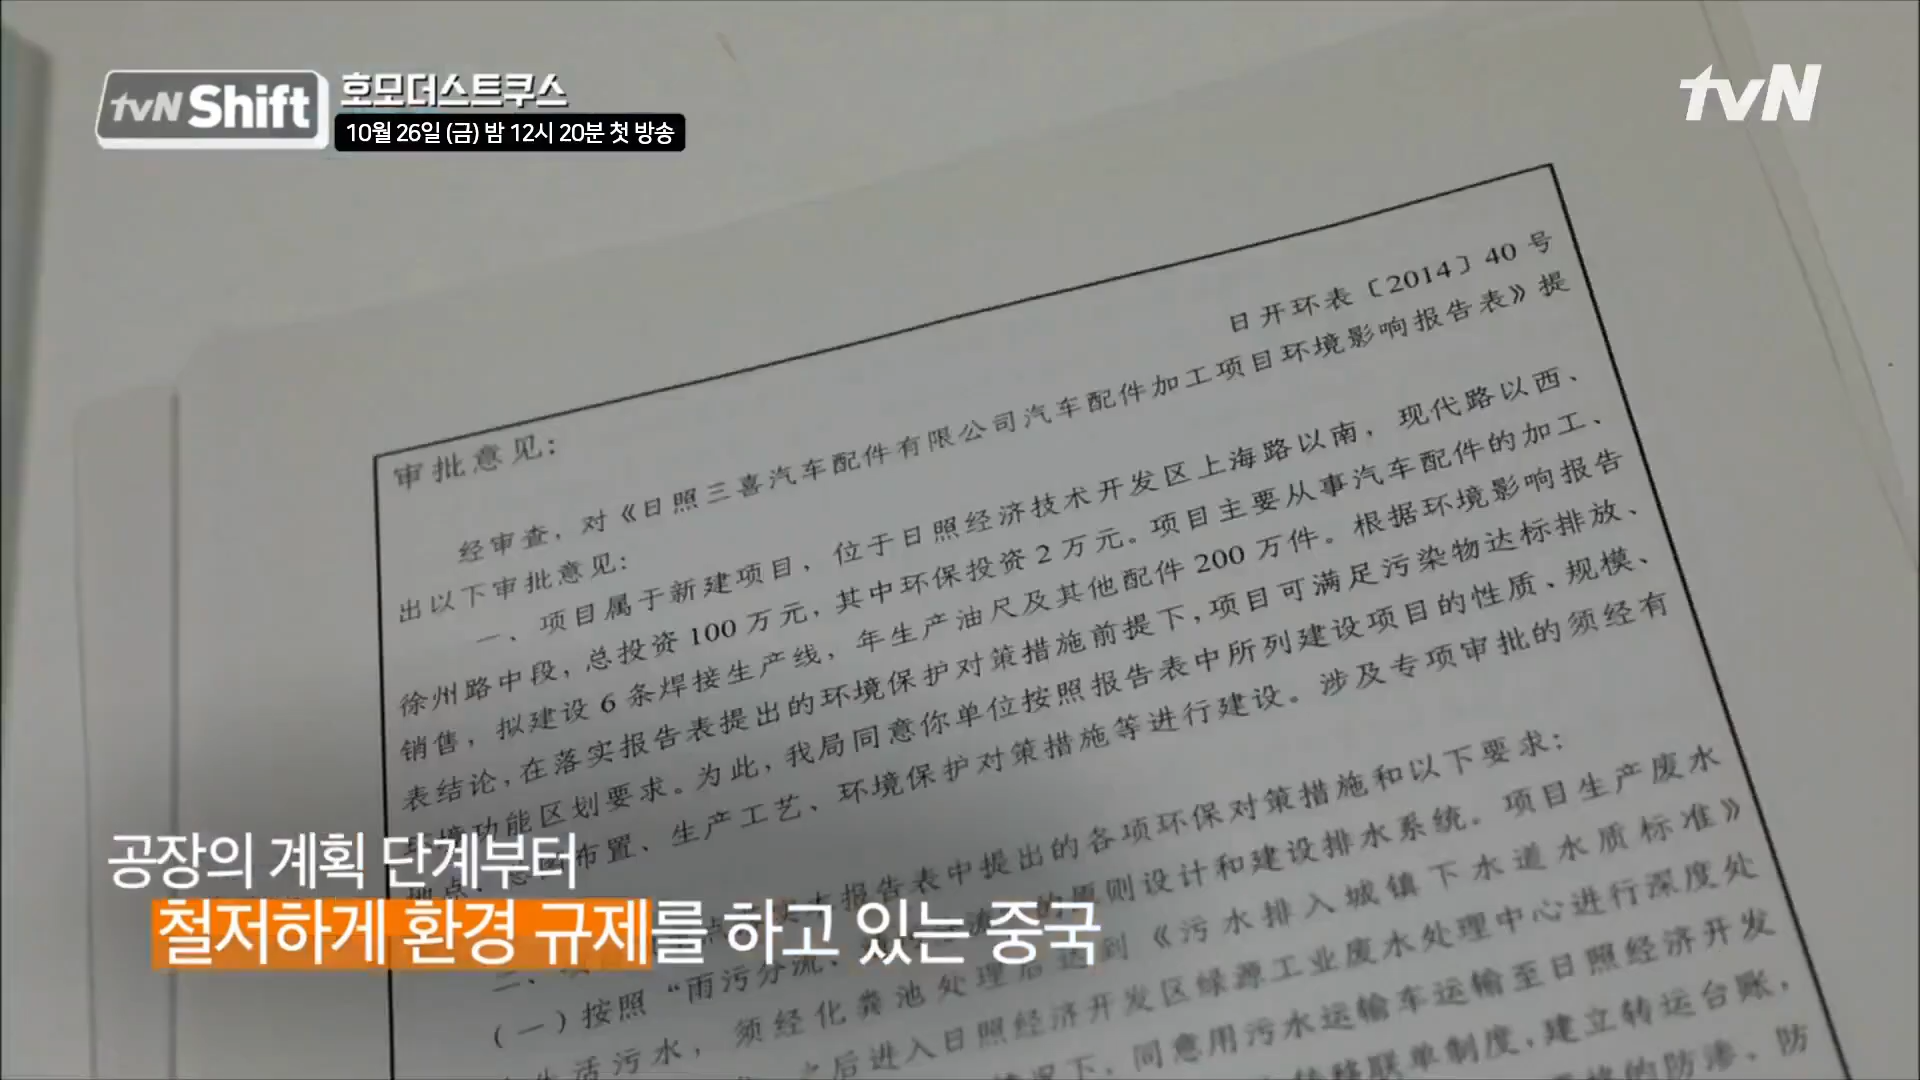 tvN Shift
호모더스트쿠스
10월 26일 (금) 밤 12시 20분 첫 방송
tvN
日开环表〔2014〕40 号
审批意见：
经审查，对《日照三喜汽车配件有限公司汽车配件加工项目环境影响报告表》提
出以下审批意见：
一、项目属于新建项目，位于日照经济技术开发区上海路以南，现代路以西、
徐州路中段，总投资 100 万元，其中环保投资 2 万元。项目主要从事汽车配件的加工、
销售，拟建设 6 条焊接生产线，年生产油尺及其他配件 200 万件。根据环境影响报告
表结论，在落实报告表提出的环境保护对策措施前提下，项目可满足污染物达标排放、
环境功能区划要求。为此，我局同意你单位按照报告表中所列建设项目的性质、规模、
地点、布置、生产工艺、环境保护对策措施等进行建设。涉及专项审批的须经有
本报告表中提出的各项环保对策措施和以下要求：
（一）按照“雨污分流、的原则设计和建设排水系统。项目生产废水
生活污水，须经化粪池处理后达到《污水排入城镇下水道水质标准》
之后进入日照经济开发区绿源工业废水处理中心进行深度处
情况下，同意用污水运输车运输至日照经济开发
转移联单制度，建立转运台账，
的防渗、防
공장의 계획 단계부터
철저하게 환경 규제를 하고 있는 중국